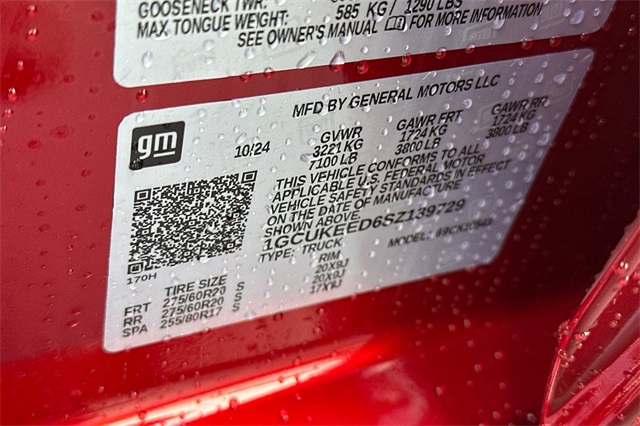 GOOSENECK TWR:
MAX TONGUE WEIGHT: 585 KG / 1290 LBS
SEE OWNER'S MANUAL FOR MORE INFORMATION
MFD BY GENERAL MOTORS LLC
gm
10/24
GVWR GAWR FRT GAWR RR
3221 KG 1724 KG 1724 KG
7100 LB 3800 LB 3800 LB
THIS VEHICLE CONFORMS TO ALL
APPLICABLE U.S. FEDERAL MOTOR
VEHICLE SAFETY STANDARDS IN EFFECT
ON THE DATE OF MANUFACTURE
SHOWN ABOVE.
1GCUKEED6SZ139729
TYPE: TRUCK MODEL:
170H
TIRE SIZE RIM
FRT 275/60R20 S 20X9J
RR 275/60R20 S 20X9J
SPA 255/80R17 S 17X8J